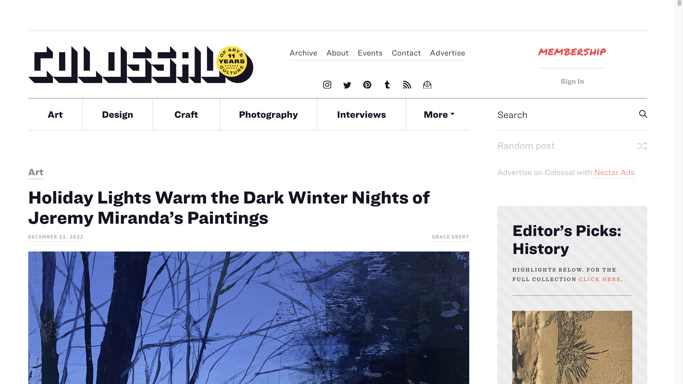 COLOSSAL
OF ART &
11
YEARS
CULTURE
Archive About Events Contact Advertise
MEMBERSHIP
Sign In
Art Design Craft Photography Interviews More
Search
Random post
Advertise on Colossal with Nectar Ads.
Art
Holiday Lights Warm the Dark Winter Nights of
Jeremy Miranda’s Paintings
DECEMBER 23, 2022 GRACE EBERT
Editor’s Picks:
History
HIGHLIGHTS BELOW. FOR THE
FULL COLLECTION CLICK HERE.